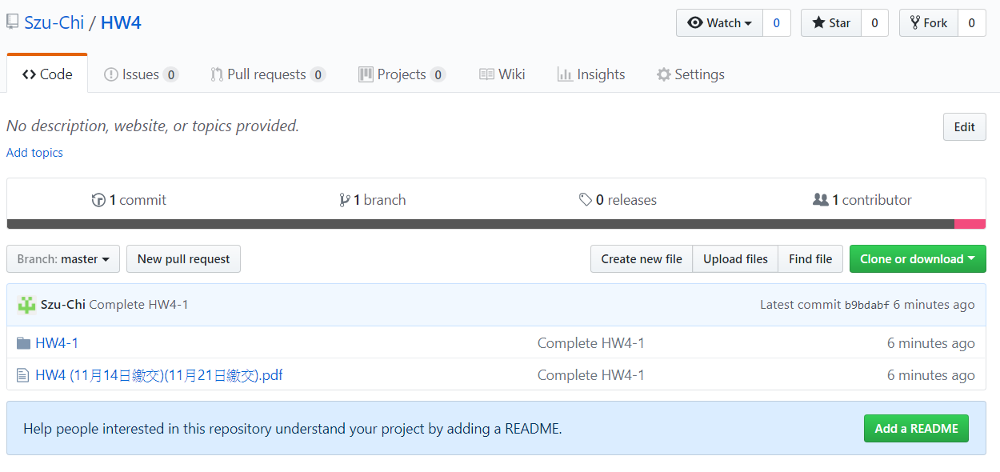 Szu-Chi / HW4
Watch 0 Star 0 Fork 0
Code Issues 0 Pull requests 0 Projects 0 Wiki Insights Settings
No description, website, or topics provided.
Edit
Add topics
1 commit 1 branch 0 releases 1 contributor
Branch: master New pull request Create new file Upload files Find file Clone or download
Szu-Chi Complete HW4-1 Latest commit b9bdabf 6 minutes ago
HW4-1 Complete HW4-1 6 minutes ago
HW4 (11月14日繳交)(11月21日繳交).pdf Complete HW4-1 6 minutes ago
Help people interested in this repository understand your project by adding a README. Add a README